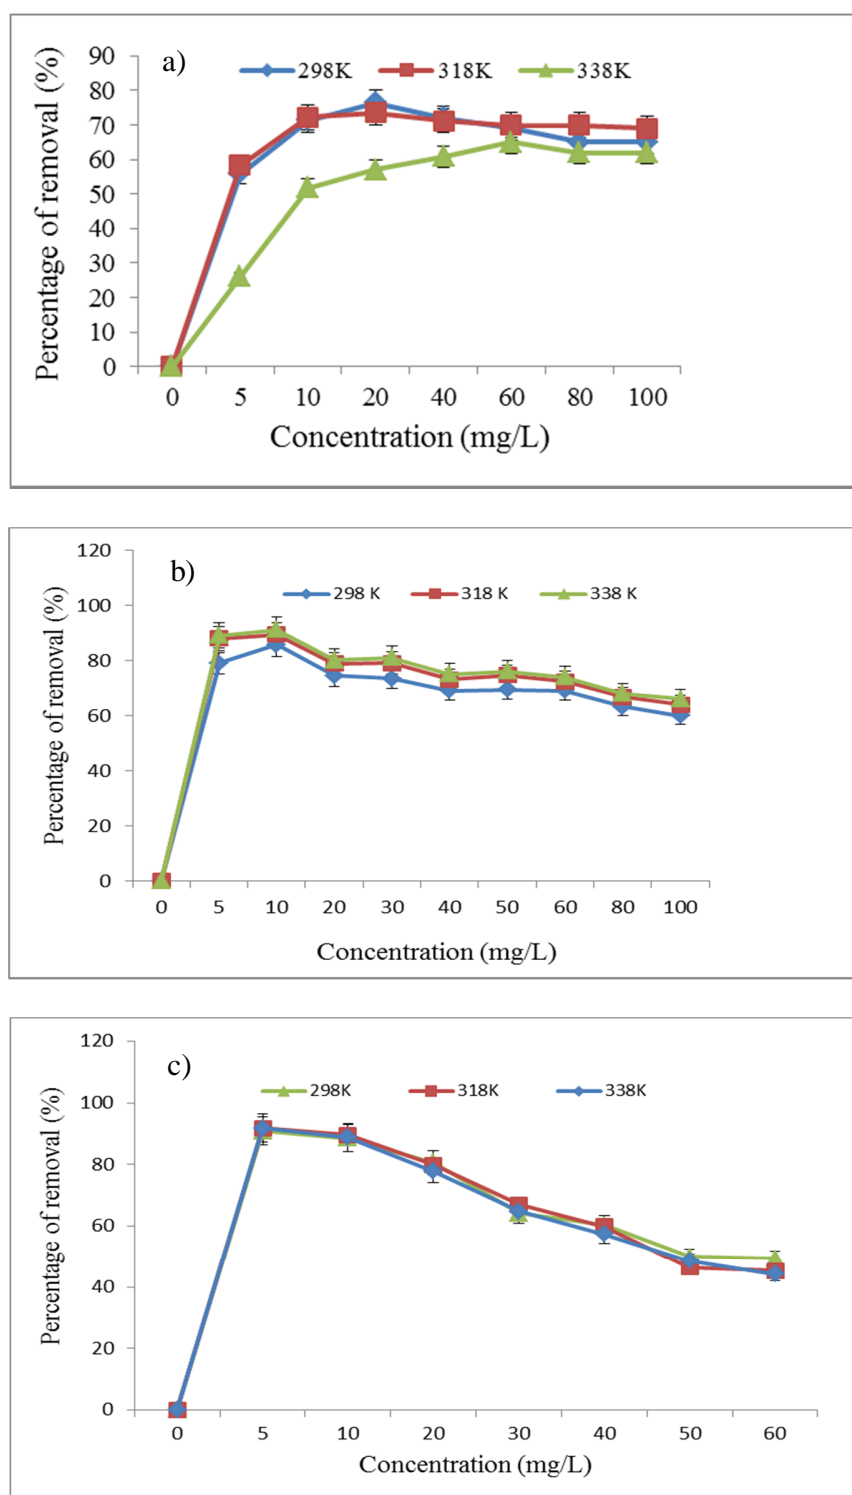 a)
298K 318K 338K
Percentage of removal (%)
90
80
70
60
50
40
30
20
10
0
0 5 10 20 40 60 80 100
Concentration (mg/L)
b)
298 K 318 K 338 K
Percentage of removal (%)
120
100
80
60
40
20
0
0 5 10 20 30 40 50 60 80 100
Concentration (mg/L)
c)
298K 318K 338K
Percentage of removal (%)
120
100
80
60
40
20
0
0 5 10 20 30 40 50 60
Concentration (mg/L)